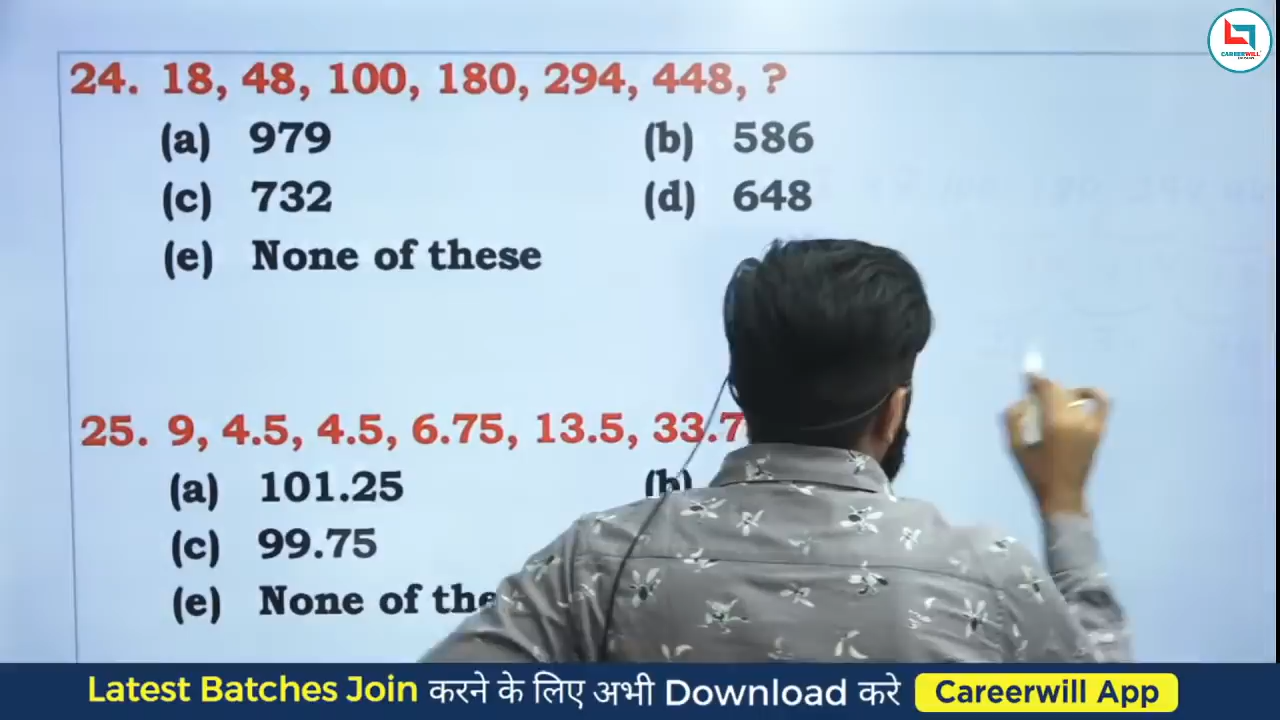 CAREERWILL
24. 18, 48, 100, 180, 294, 448, ?
(a) 979 (b) 586
(c) 732 (d) 648
(e) None of these
25. 9, 4.5, 4.5, 6.75, 13.5, 33.7
(a) 101.25 (b)
(c) 99.75
(e) None of the
Latest Batches Join करने के लिए अभी Download करे Careerwill App